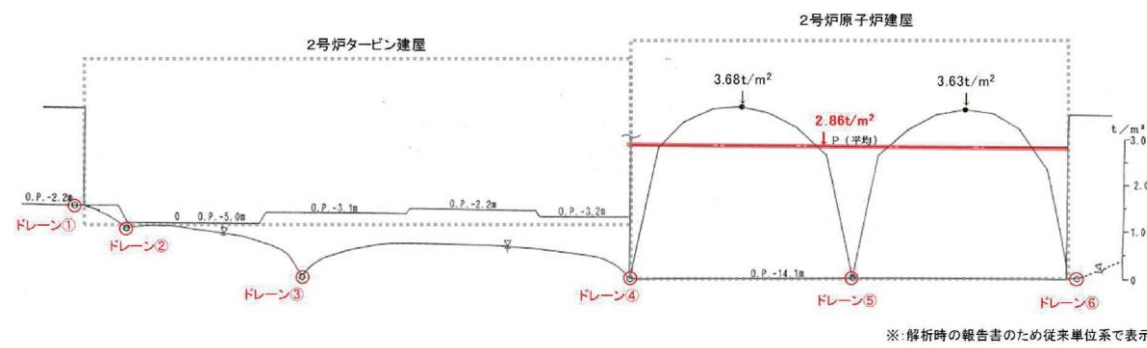 2号炉タービン建屋
2号炉原子炉建屋
3.68t/m²
3.63t/m²
2.86t/m²
P(平均)
t/m²
3.0
2.0
1.0
0
O.P.-2.2m
O O.P.-5.0m
O.P.-3.1m
O.P.-2.2m
O.P.-3.2m
O.P.-14.1m
ドレーン①
ドレーン②
ドレーン③
ドレーン④
ドレーン⑤
ドレーン⑥
※:解析時の報告書のため従来単位系で表示